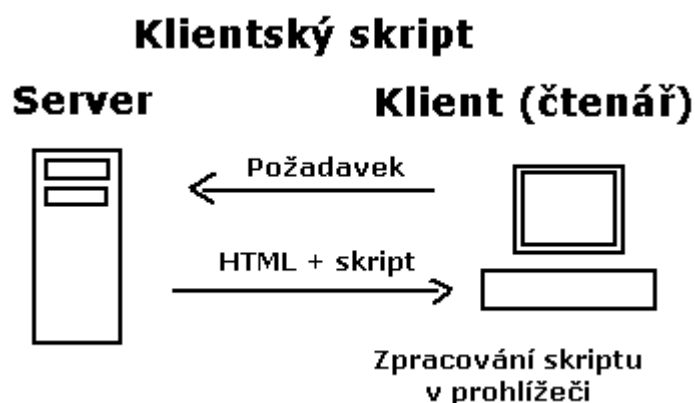 Klientský skript
Server
Klient (čtenář)
Požadavek
HTML + skript
Zpracování skriptu
v prohlížeči